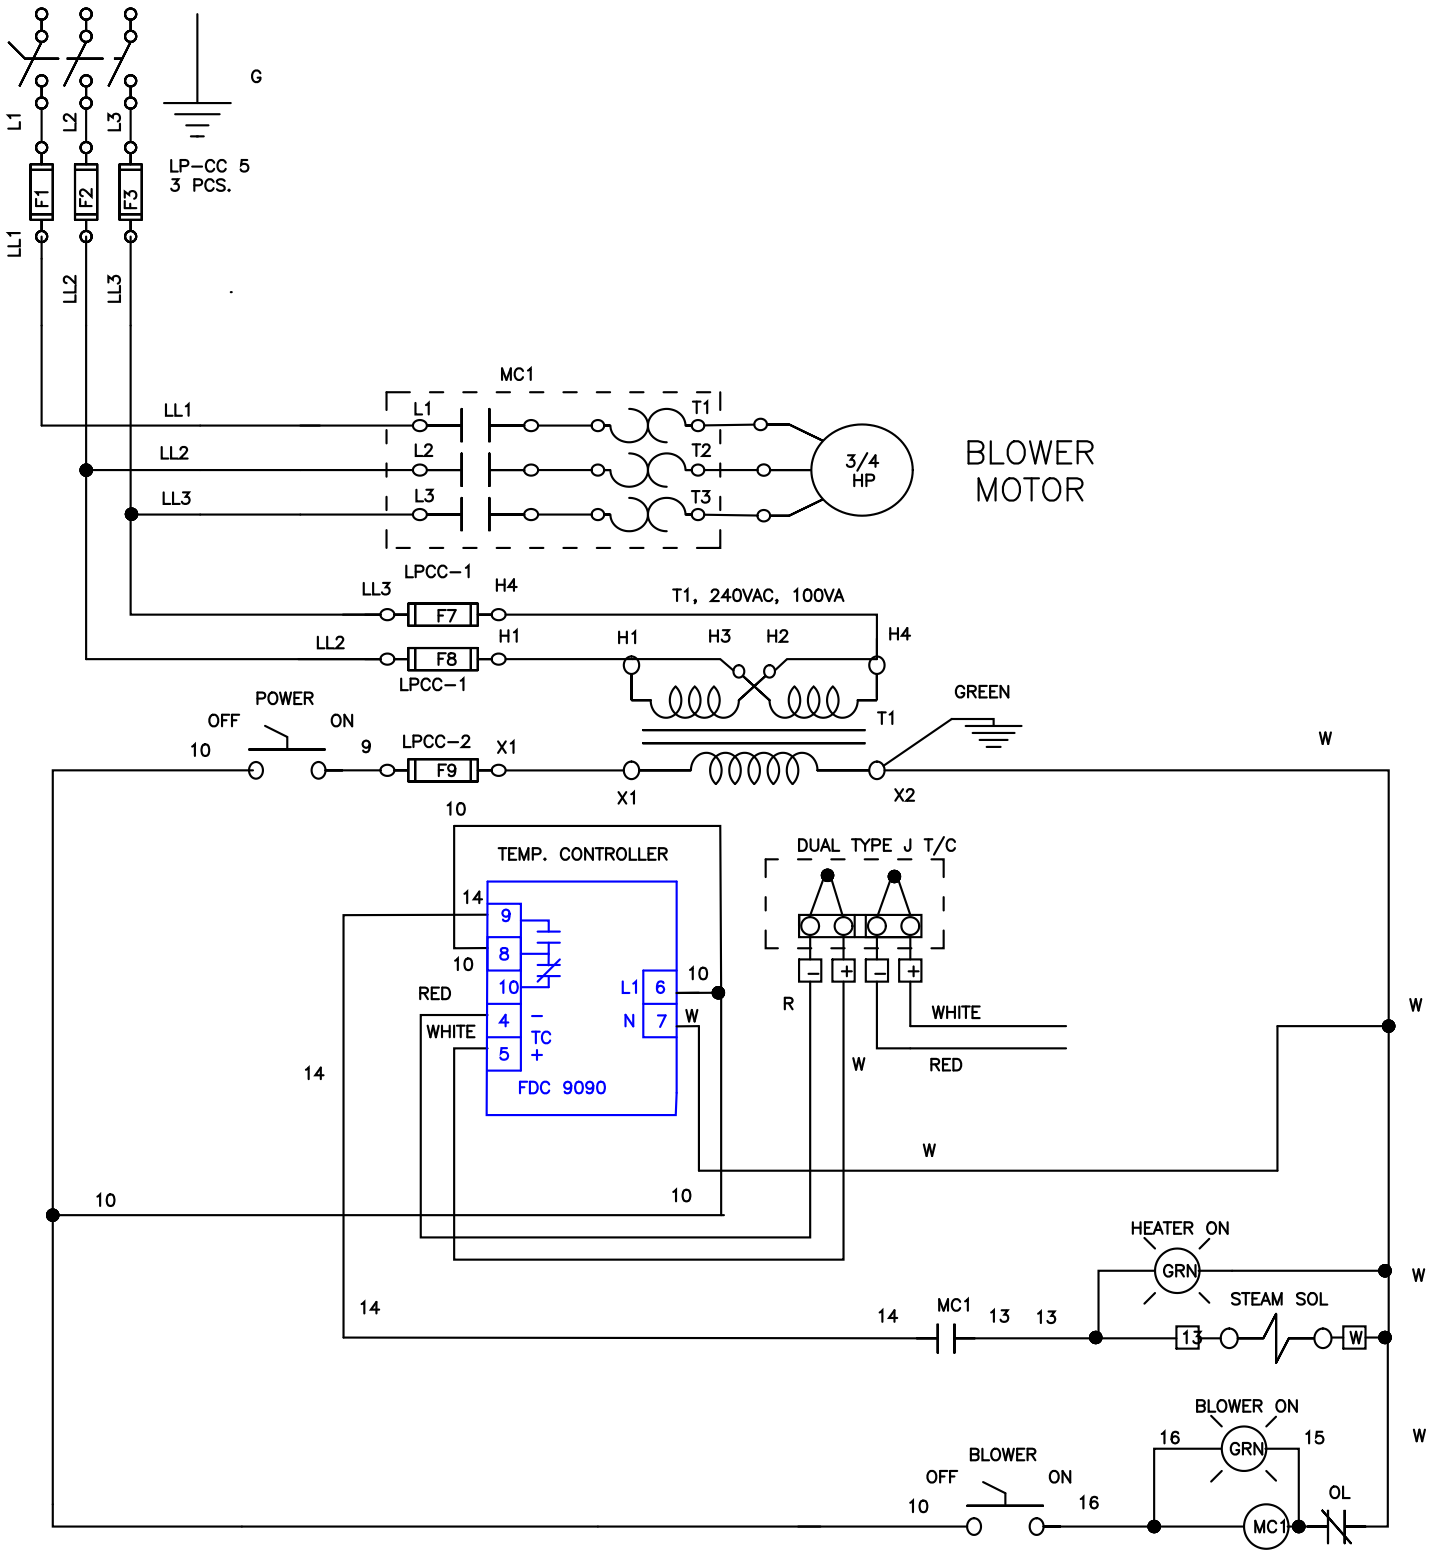 G
L1
L2
L3
LP-CC 5
3 PCS.
F1
F2
F3
LL1
LL2
LL3
MC1
LL1
L1
T1
LL2
L2
T2
3/4
HP
BLOWER
MOTOR
LL3
L3
T3
LPCC-1
LL3
F7
H4
T1, 240VAC, 100VA
LL2
F8
H1
H1
H3
H2
H4
LPCC-1
POWER
OFF
ON
GREEN
T1
10
9
LPCC-2
F9
X1
W
X1
X2
10
TEMP. CONTROLLER
DUAL TYPE J T/C
14
9
8
10
10
L1
6
10
RED
4
−
N
7
W
WHITE
TC
5
+
FDC 9090
−
+
−
+
R
WHITE
W
RED
W
14
W
10
10
HEATER ON
GRN
W
14
14
MC1
13
13
STEAM SOL
13
W
BLOWER ON
16
GRN
15
W
BLOWER
OFF
ON
10
16
MC1
OL